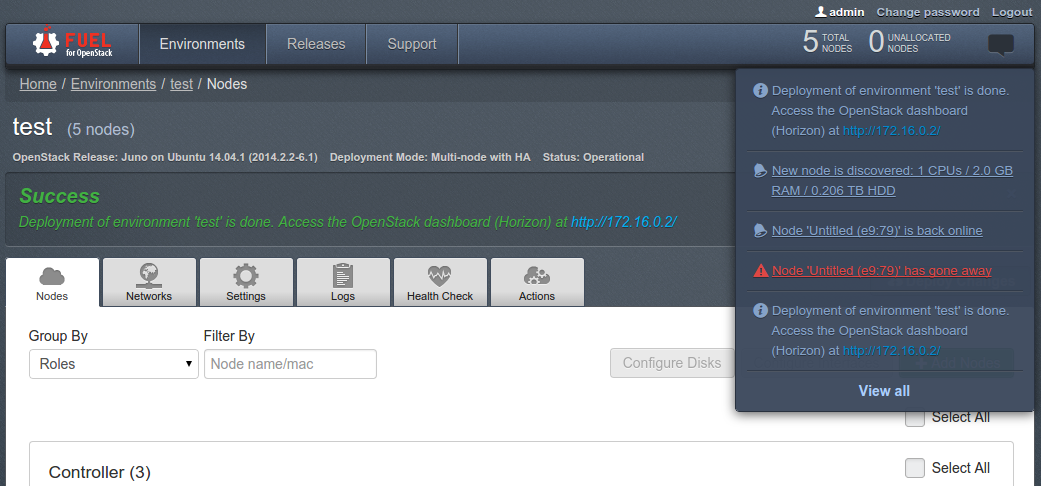 admin Change password Logout
FUEL
for OpenStack
Environments Releases Support
5 TOTAL NODES 0 UNALLOCATED NODES
Home / Environments / test / Nodes
test (5 nodes)
OpenStack Release: Juno on Ubuntu 14.04.1 (2014.2.2-6.1) Deployment Mode: Multi-node with HA Status: Operational
Success
Deployment of environment 'test' is done. Access the OpenStack dashboard (Horizon) at http://172.16.0.2/
Deployment of environment 'test' is done.
Access the OpenStack dashboard
(Horizon) at http://172.16.0.2/
New node is discovered: 1 CPUs / 2.0 GB
RAM / 0.206 TB HDD
Node 'Untitled (e9:79)' is back online
Node 'Untitled (e9:79)' has gone away
Deployment of environment 'test' is done.
Access the OpenStack dashboard
(Horizon) at http://172.16.0.2/
View all
Nodes Networks Settings Logs Health Check Actions
Group By Filter By
Roles Node name/mac Configure Disks
Select All
Controller (3) Select All